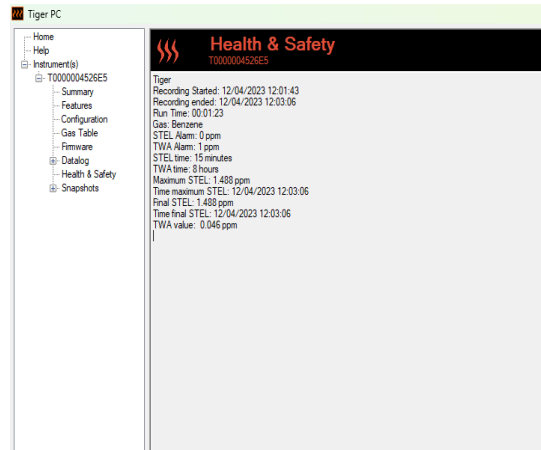 Tiger PC
Home
Help
Instrument(s)
T0000004526E5
Summary
Features
Configuration
Gas Table
Firmware
Datalog
Health & Safety
Snapshots
Health & Safety
T0000004526E5
Tiger
Recording Started: 12/04/2023 12:01:43
Recording ended: 12/04/2023 12:03:06
Run Time: 00:01:23
Gas: Benzene
STEL Alarm: 0 ppm
TWA Alarm: 1 ppm
STEL time: 15 minutes
TWA time: 8 hours
Maximum STEL: 1.488 ppm
Time maximum STEL: 12/04/2023 12:03:06
Final STEL: 1.488 ppm
Time final STEL: 12/04/2023 12:03:06
TWA value: 0.046 ppm